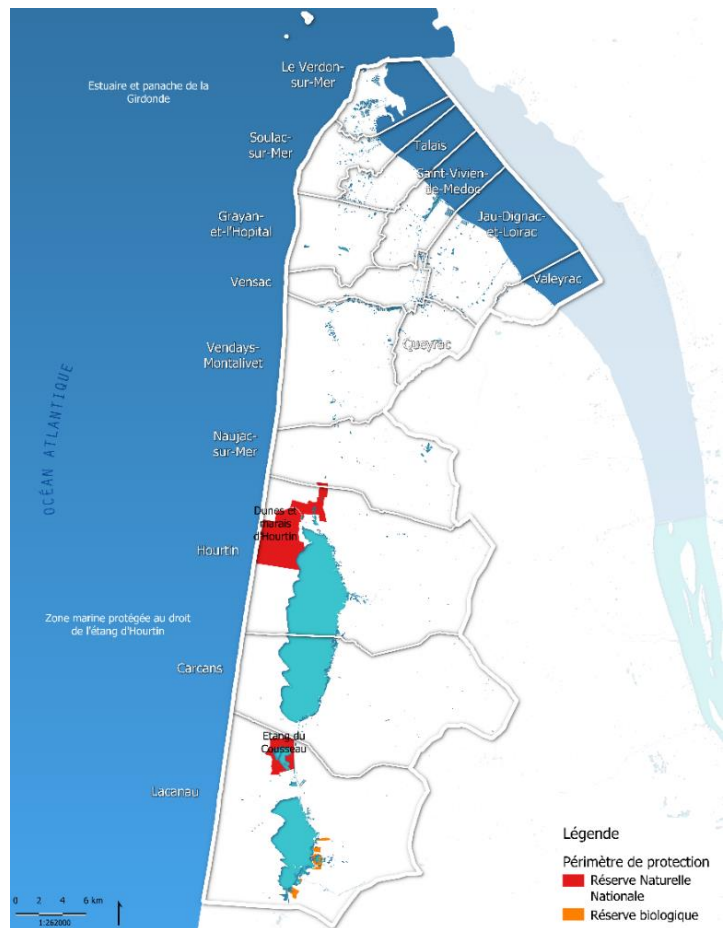 Le Verdon-
sur-Mer
Estuaire et panache de la
Girdonde
Soulac-
sur-Mer
Talais
Saint-Vivien-
de-Medoc
Grayan-
et-l'Hopital
Jau-Dignac-
et-Loirac
Vensac
Valeyrac
Vendays-
Montalivet
Queyrac
OCÉAN ATLANTIQUE
Naujac-
sur-Mer
Dunes et
marais
d'Hourtin
Hourtin
Zone marine protégée au droit
de l'étang d'Hourtin
Carcans
Etang du
Cousseau
Lacanau
Légende
Périmètre de protection
Réserve Naturelle
Nationale
Réserve biologique
0 2 4 6 km
1:262000